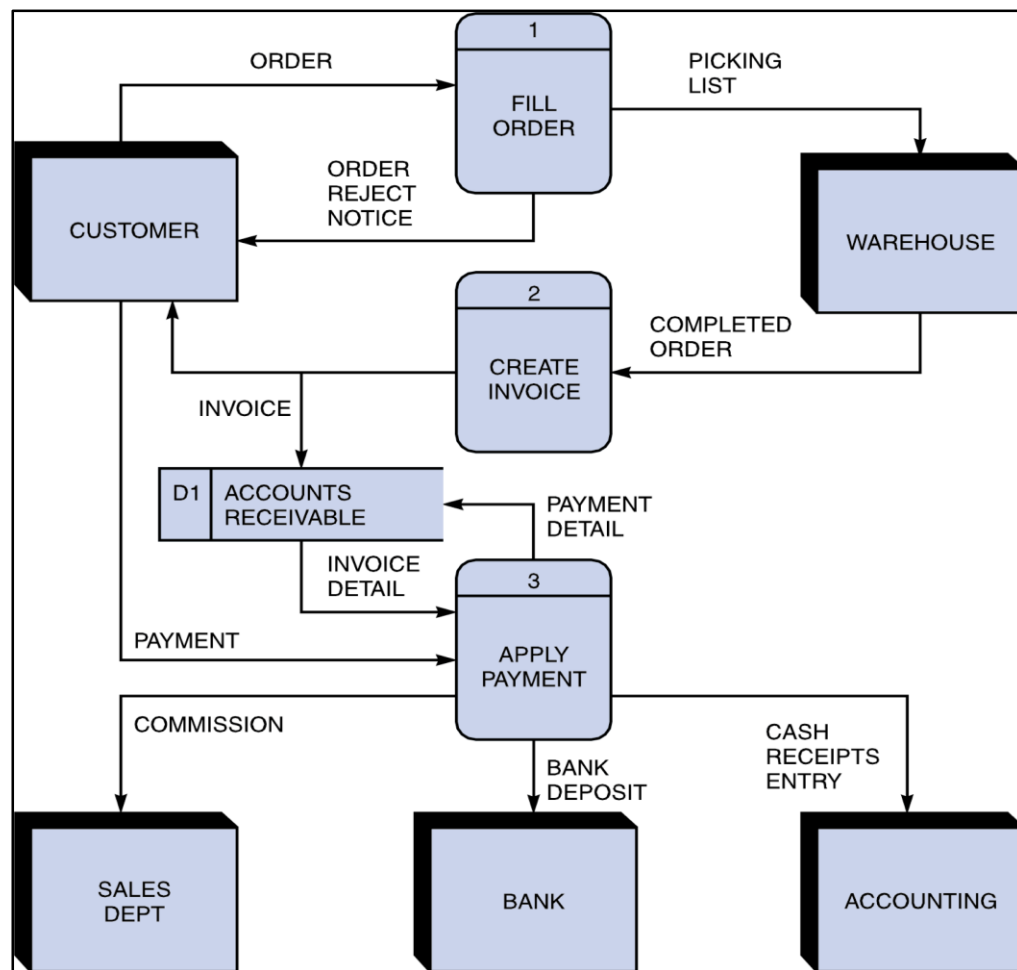 1
ORDER
PICKING
LIST
FILL
ORDER
ORDER
REJECT
NOTICE
CUSTOMER
WAREHOUSE
2
COMPLETED
ORDER
CREATE
INVOICE
INVOICE
D1
ACCOUNTS
RECEIVABLE
PAYMENT
DETAIL
INVOICE
DETAIL
3
PAYMENT
APPLY
PAYMENT
COMMISSION
CASH
RECEIPTS
ENTRY
BANK
DEPOSIT
SALES
DEPT
BANK
ACCOUNTING